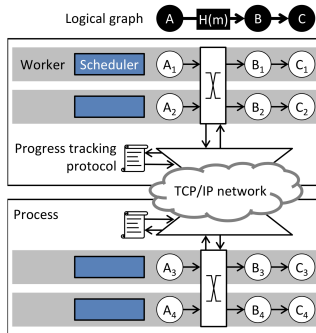 Logical graph A H(m) B C
Worker Scheduler A1 B1 C1
A2 B2 C2
Progress tracking
protocol
TCP/IP network
Process
A3 B3 C3
A4 B4 C4